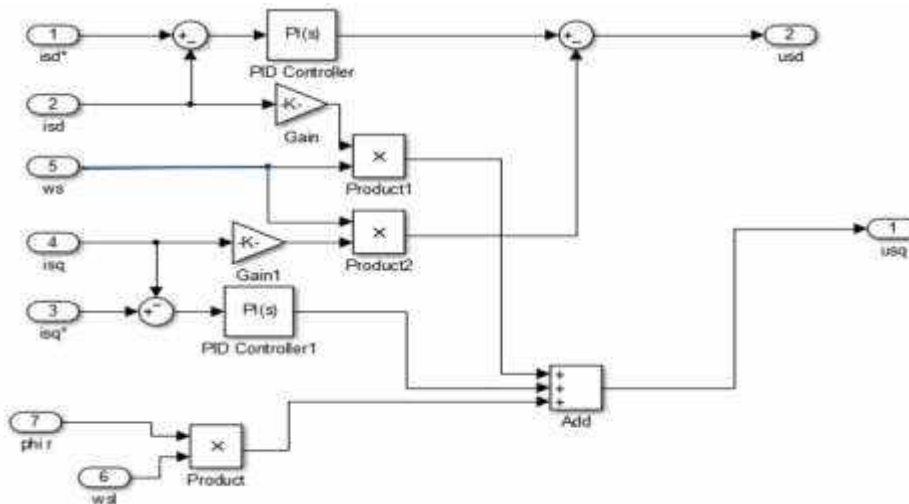 1
isd*
PI(s)
PID Controller
2
usd
2
isd
-K-
Gain
5
ws
×
Product1
4
isq
-K-
Gain1
×
Product2
1
usq
3
isq*
PI(s)
PID Controller1
+
+
+
Add
7
phi r
×
Product
6
wsl